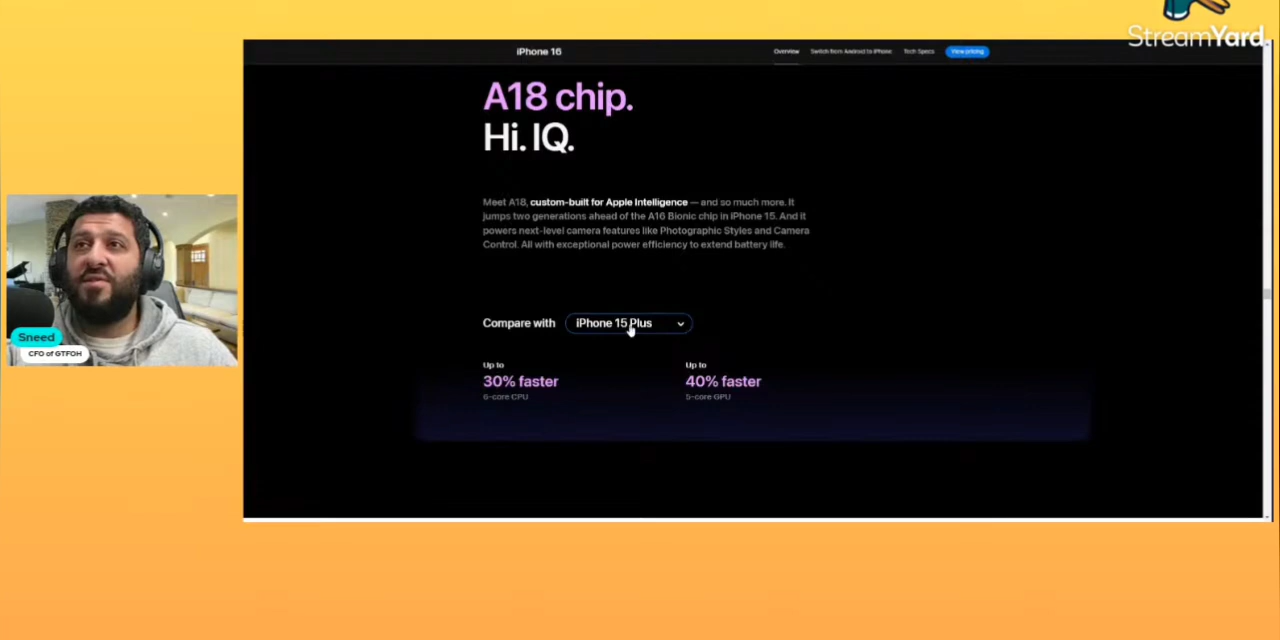 StreamYard
iPhone 16
Overview
Switch from Android to iPhone
Tech Specs
View pricing
A18 chip.
Hi. IQ.
Meet A18, custom-built for Apple Intelligence — and so much more. It
jumps two generations ahead of the A16 Bionic chip in iPhone 15. And it
powers next-level camera features like Photographic Styles and Camera
Control. All with exceptional power efficiency to extend battery life.
Compare with iPhone 15 Plus
Up to
30% faster
6-core CPU
Up to
40% faster
5-core GPU
Sneed
CFO of GTFOH